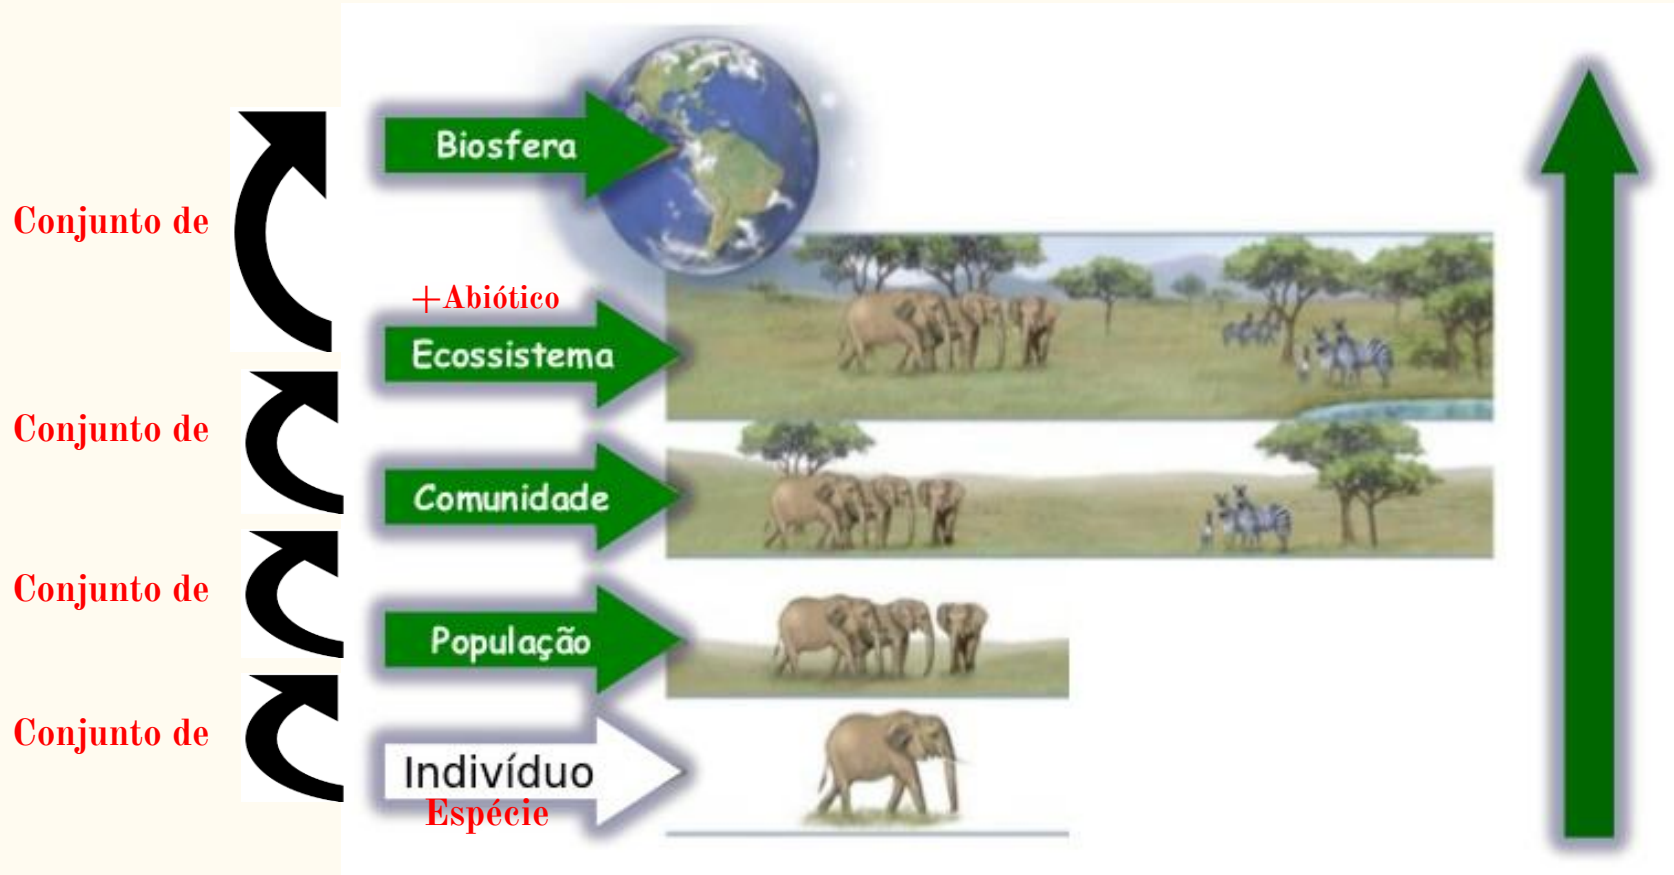 Biosfera
Conjunto de
+Abiótico
Ecossistema
Conjunto de
Comunidade
Conjunto de
População
Conjunto de
Indivíduo
Espécie